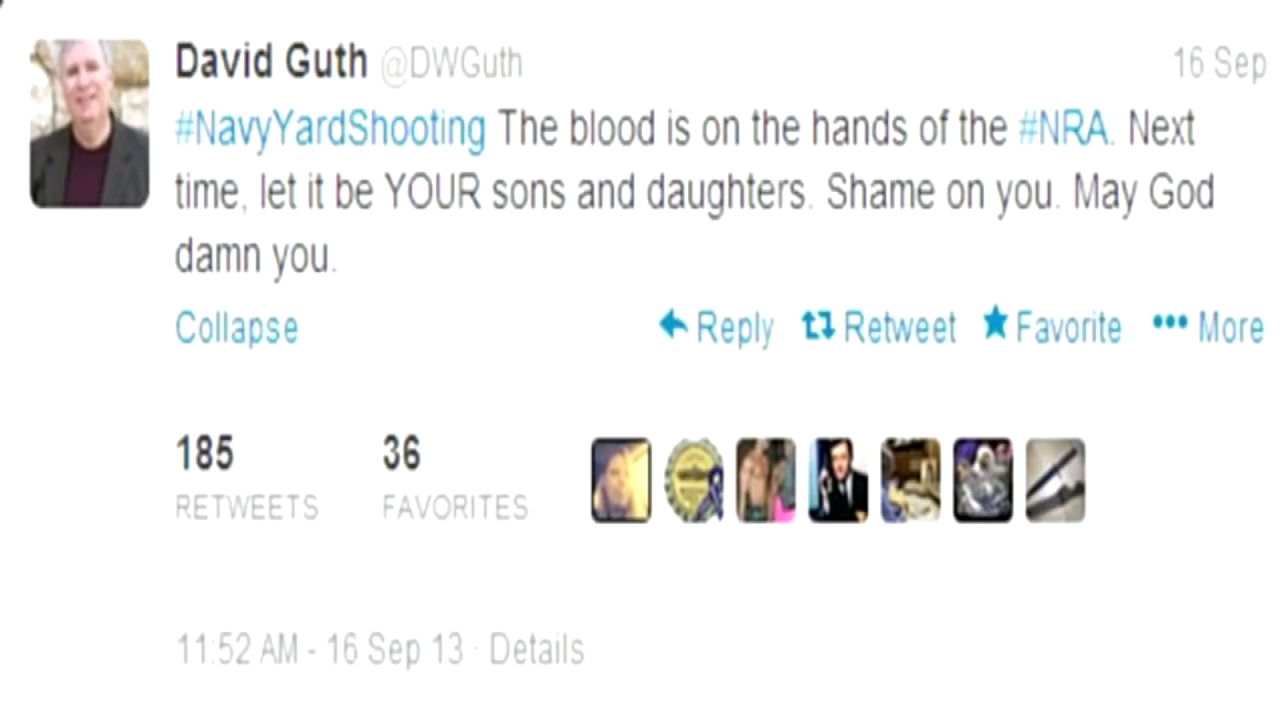 David Guth @DWGuth 16 Sep
#NavyYardShooting The blood is on the hands of the #NRA. Next
time, let it be YOUR sons and daughters. Shame on you. May God
damn you.
Collapse Reply Retweet Favorite More
185 36
RETWEETS FAVORITES
11:52 AM - 16 Sep 13 · Details